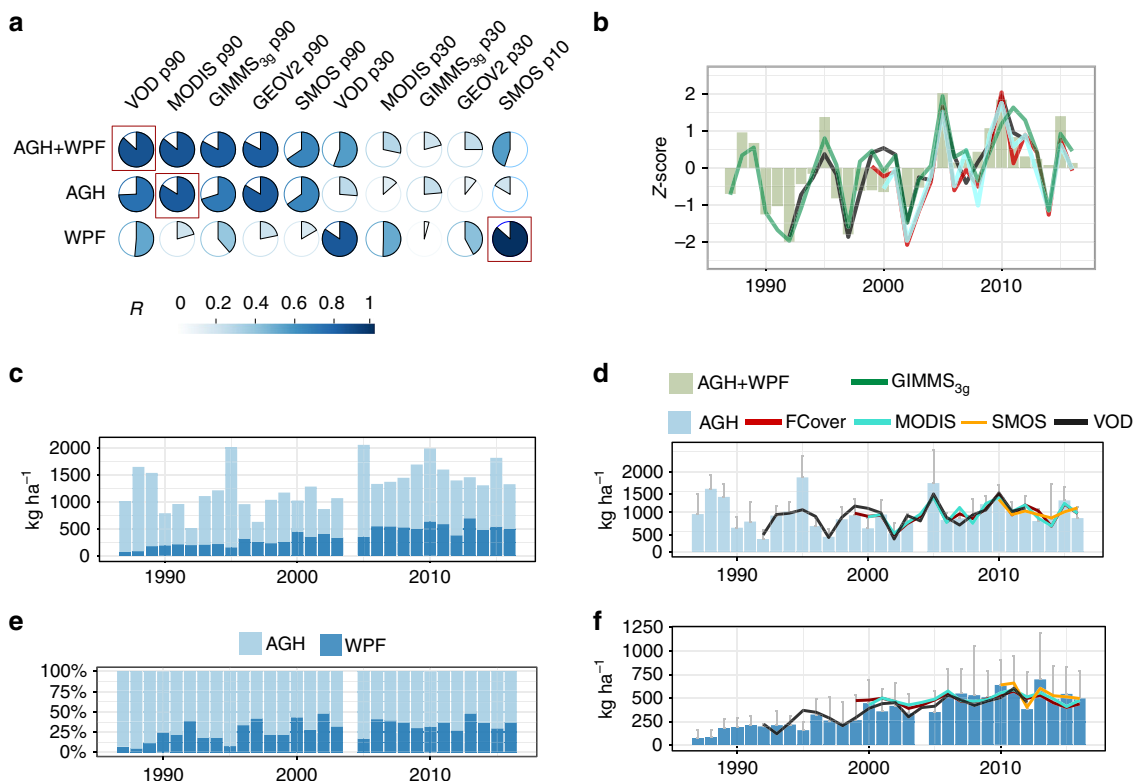 a
VOD p90
MODIS p90
GIMMS3g p90
GEOV2 p90
SMOS p90
VOD p30
MODIS p30
GIMMS3g p30
GEOV2 p30
SMOS p10
AGH+WPF
AGH
WPF
R 0 0.2 0.4 0.6 0.8 1
b
Z-score
2
1
0
−1
−2
1990 2000 2010
c
kg ha−1
2000
1500
1000
500
0
1990 2000 2010
d
AGH+WPF GIMMS3g
AGH FCover MODIS SMOS VOD
kg ha−1
2000
1500
1000
500
0
1990 2000 2010
e
AGH WPF
100%
75%
50%
25%
0%
1990 2000 2010
f
kg ha−1
1250
1000
750
500
250
0
1990 2000 2010